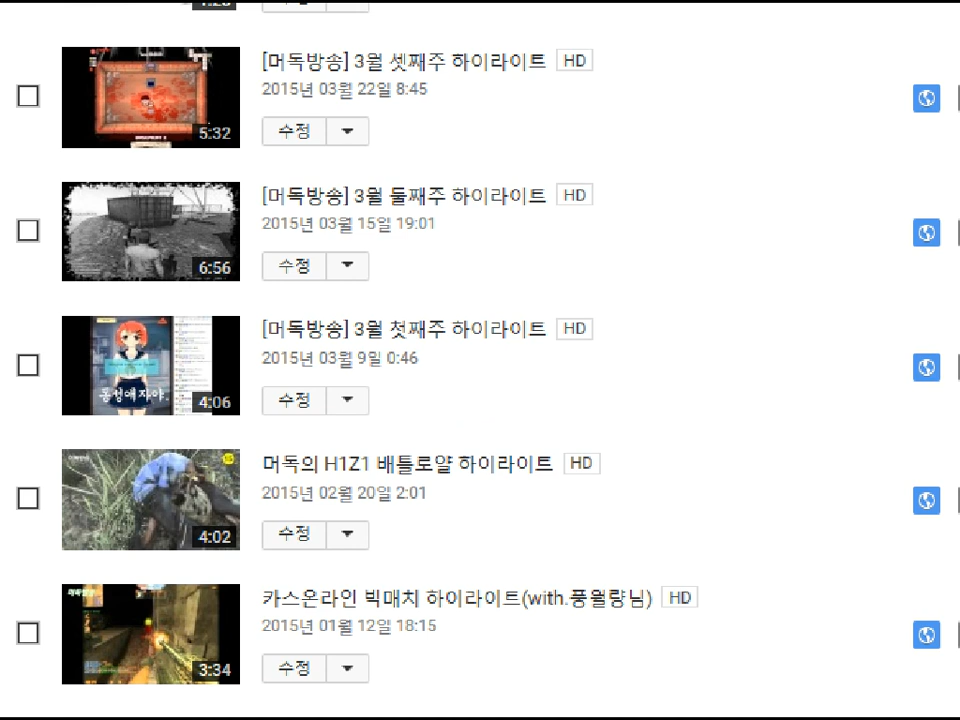 [머독방송] 3월 셋째주 하이라이트 HD
2015년 03월 22일 8:45
5:32
수정
[머독방송] 3월 둘째주 하이라이트 HD
2015년 03월 15일 19:01
6:56
수정
[머독방송] 3월 첫째주 하이라이트 HD
2015년 03월 9일 0:46
동성애자야.
4:06
수정
머독의 H1Z1 배틀로얄 하이라이트 HD
2015년 02월 20일 2:01
4:02
수정
카스온라인 빅매치 하이라이트(with.풍월량님) HD
2015년 01월 12일 18:15
3:34
수정